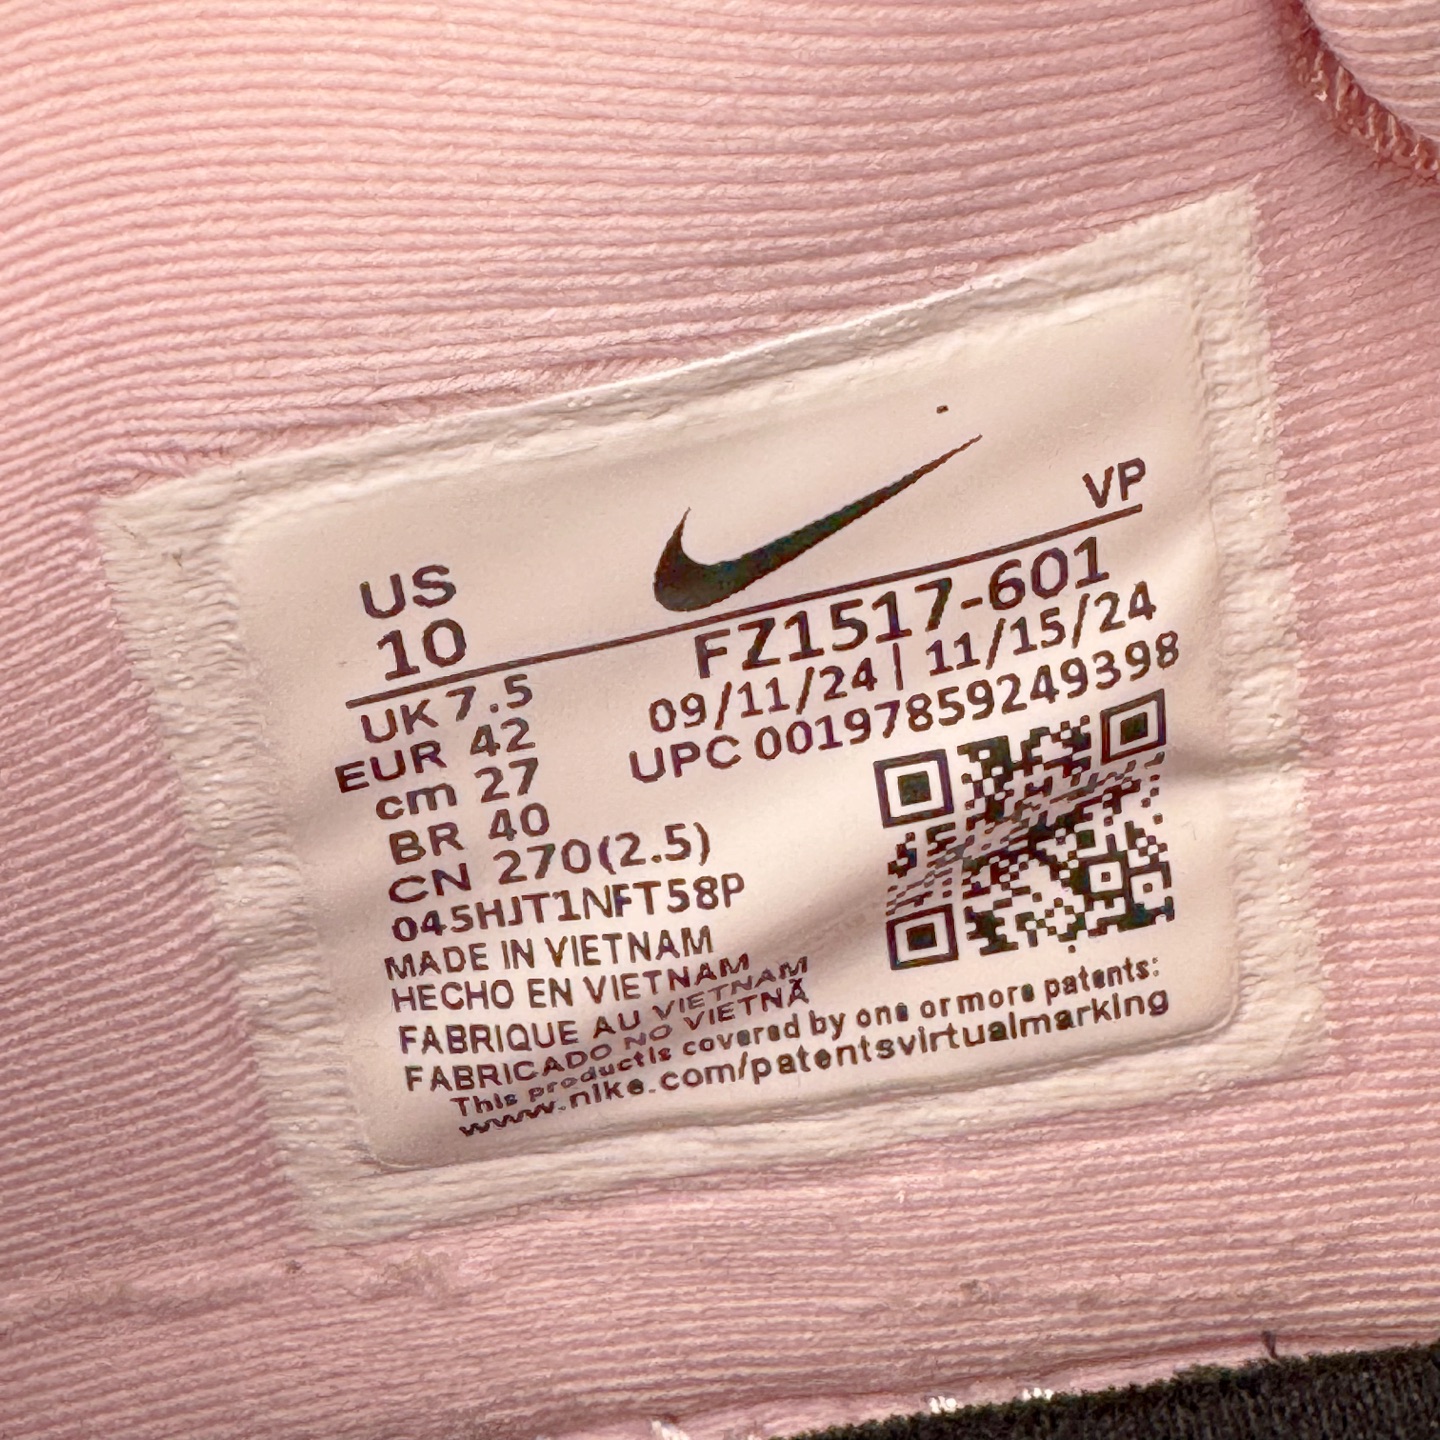 VP
US
10
FZ1517-601
09/11/24 | 11/15/24
UPC 00197859249398
UK 7.5
EUR 42
cm 27
BR 40
CN 270(2.5)
045HJT1NFT58P
MADE IN VIETNAM
HECHO EN VIETNAM
FABRIQUE AU VIETNAM
FABRICADO NO VIETNÃ
This product is covered by one or more patents:
www.nike.com/patentsvirtualmarking